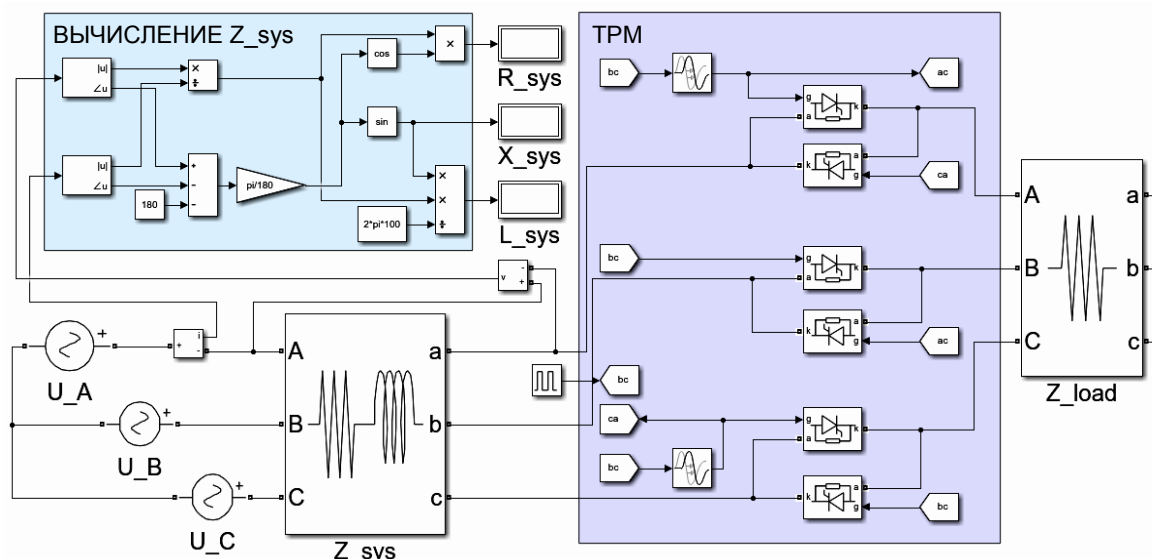 ВЫЧИСЛЕНИЕ Z_sys
|u|
∠u
×
÷
cos
×
R_sys
sin
X_sys
|u|
∠u
+
−
−
180
pi/180
×
×
÷
2*pi*100
L_sys
v
-
+
i
+
-
+
U_A
+
U_B
+
U_C
A
B
C
a
b
c
Z_sys
ТРМ
bc
ac
g
a
k
k
a
g
ca
bc
g
a
k
k
a
g
ac
bc
ca
g
a
k
bc
k
a
g
bc
A
B
C
a
b
c
Z_load